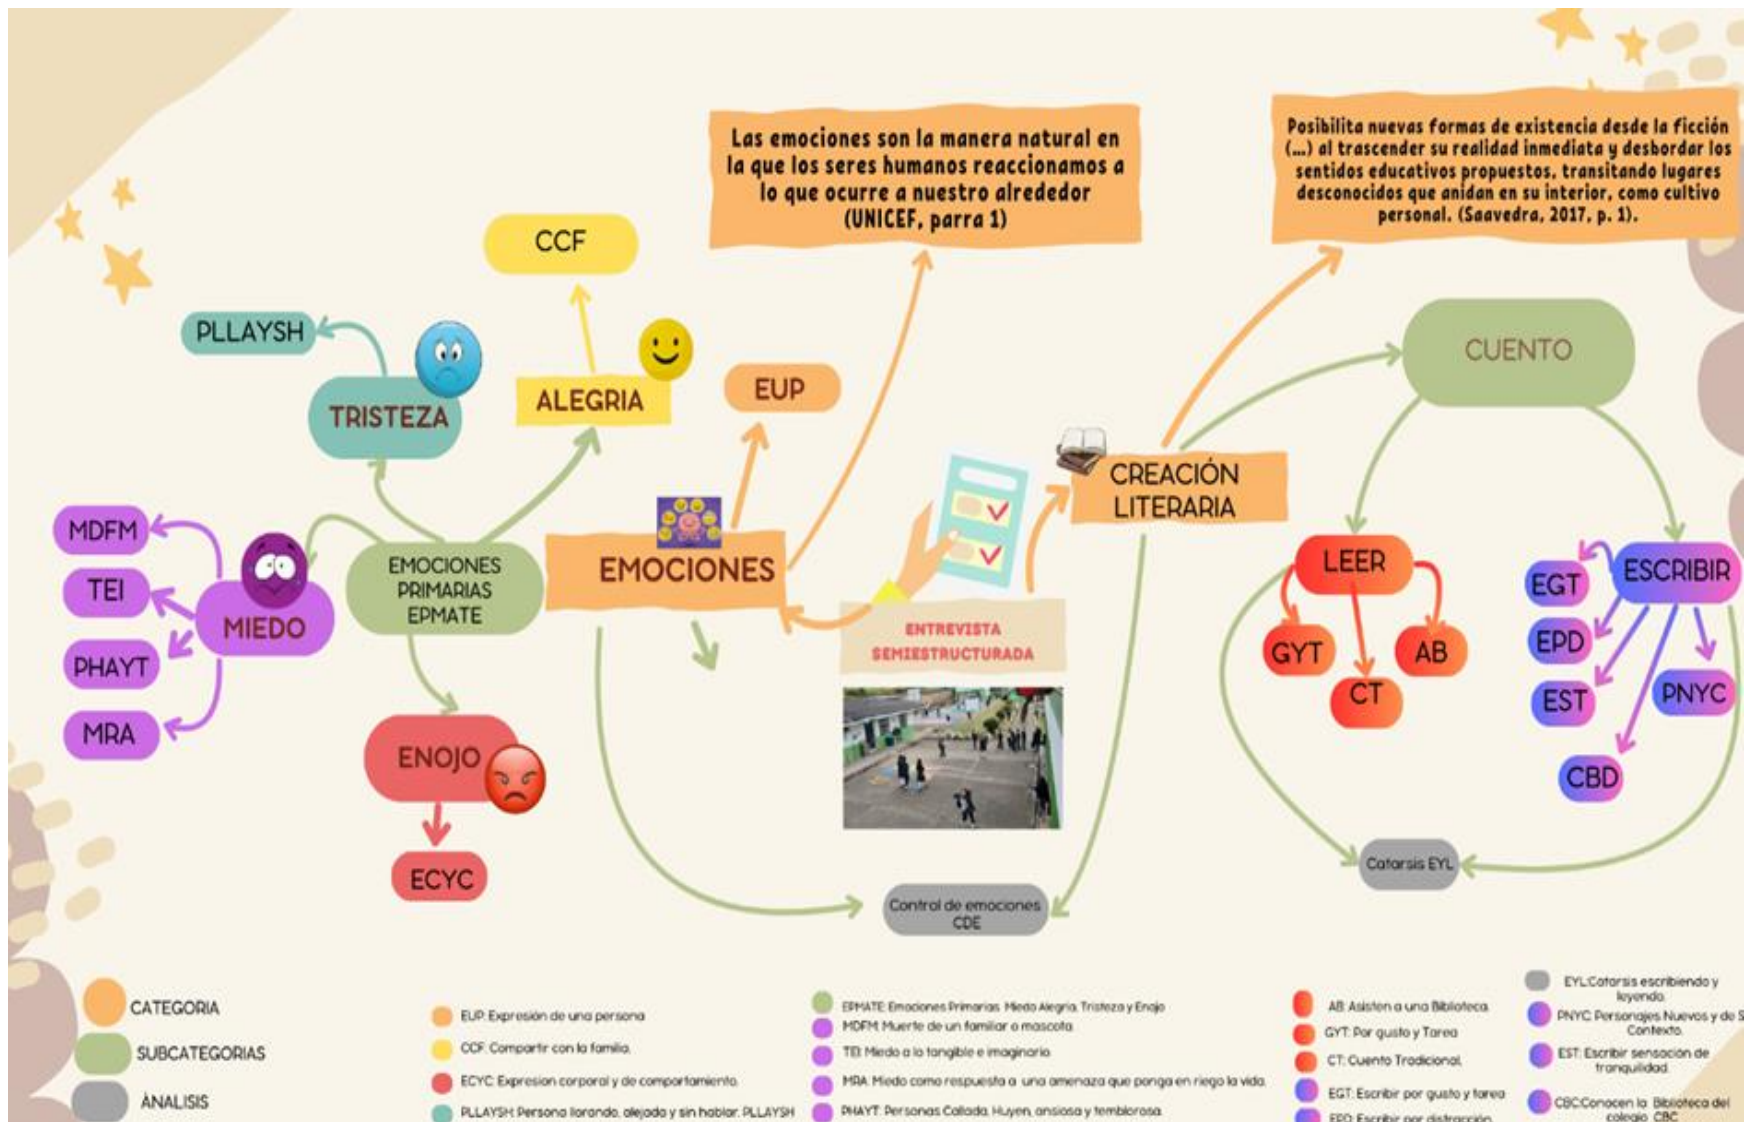 Las emociones son la manera natural en
la que los seres humanos reaccionamos a
lo que ocurre a nuestro alrededor
(UNICEF, parra 1)
Posibilita nuevas formas de existencia desde la ficción
(...) al trascender su realidad inmediata y desbordar los
sentidos educativos propuestos, transitando lugares
desconocidos que anidan en su interior, como cultivo
personal. (Saavedra, 2017, p. 1).
CCF
PLLAYSH
TRISTEZA
ALEGRIA
EUP
CUENTO
CREACIÓN
LITERARIA
MDFM
TEI
PHAYT
MRA
MIEDO
EMOCIONES
PRIMARIAS
EPMATE
EMOCIONES
ENTREVISTA
SEMIESTRUCTURADA
LEER
GYT
CT
AB
ESCRIBIR
EGT
EPD
EST
PNYC
CBD
ENOJO
ECYC
Control de emociones
CDE
Catarsis EYL
CATEGORIA
SUBCATEGORIAS
ANALISIS
EUP: Expresión de una persona
CCF: Compartir con la familia.
ECYC: Expresion corporal y de comportamiento.
PLLAYSH: Persona llorando, alejada y sin hablar. PLLAYSH
EPMATE: Emociones Primarias Miedo Alegria, Tristeza y Enojo
MDFM: Muerte de un familiar o mascota
TEI: Miedo a lo tangible e imaginario
MRA: Miedo como respuesta a una amenaza que ponga en riego la vida.
PHAYT: Personas Callada, Huyen, ansiosa y temblorosa
AB: Asisten a una Biblioteca
GYT: Por gusto y Tarea
CT: Cuento Tradicional
EGT: Escribir por gusto y tarea
EPD: Escribir por distracción
EYL:Catarsis escribiendo y
leyendo.
PNYC: Personajes Nuevos y de S
Contexto.
EST: Escribir sensación de
tranquilidad
CBC:Conocen la Biblioteca del
colegio CBC